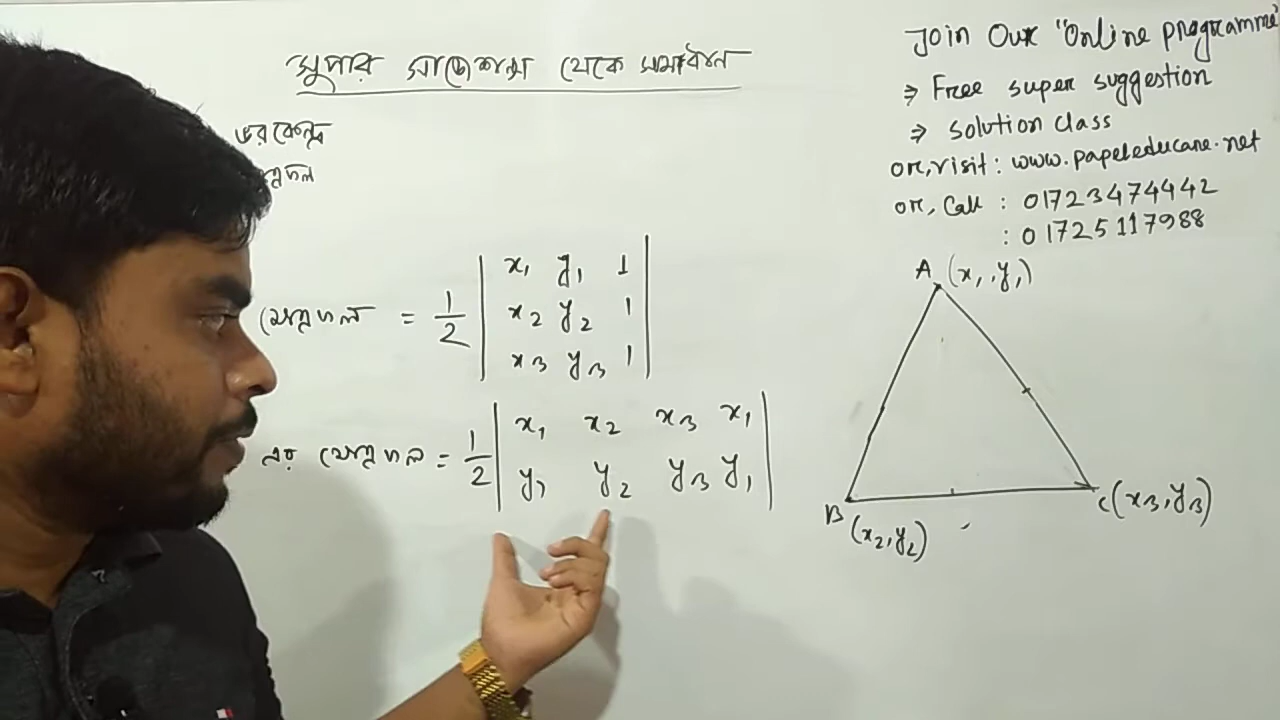 সুপার সাজেশন্স থেকে সমাধান
ভরকেন্দ্র
Join Our "Online programme"
⇒ Free super suggestion
⇒ solution class
or, visit: www.papeleducare.net
or, Call : 01723474442
: 01725117988
ক্ষেত্রফল = 1/2 | x₁ y₁ 1 |
| x₂ y₂ 1 |
| x₃ y₃ 1 |
এর ক্ষেত্রফল = 1/2 | x₁ x₂ x₃ x₁ |
| y₁ y₂ y₃ y₁ |
A (x₁, y₁)
B (x₂, y₂)
C (x₃, y₃)